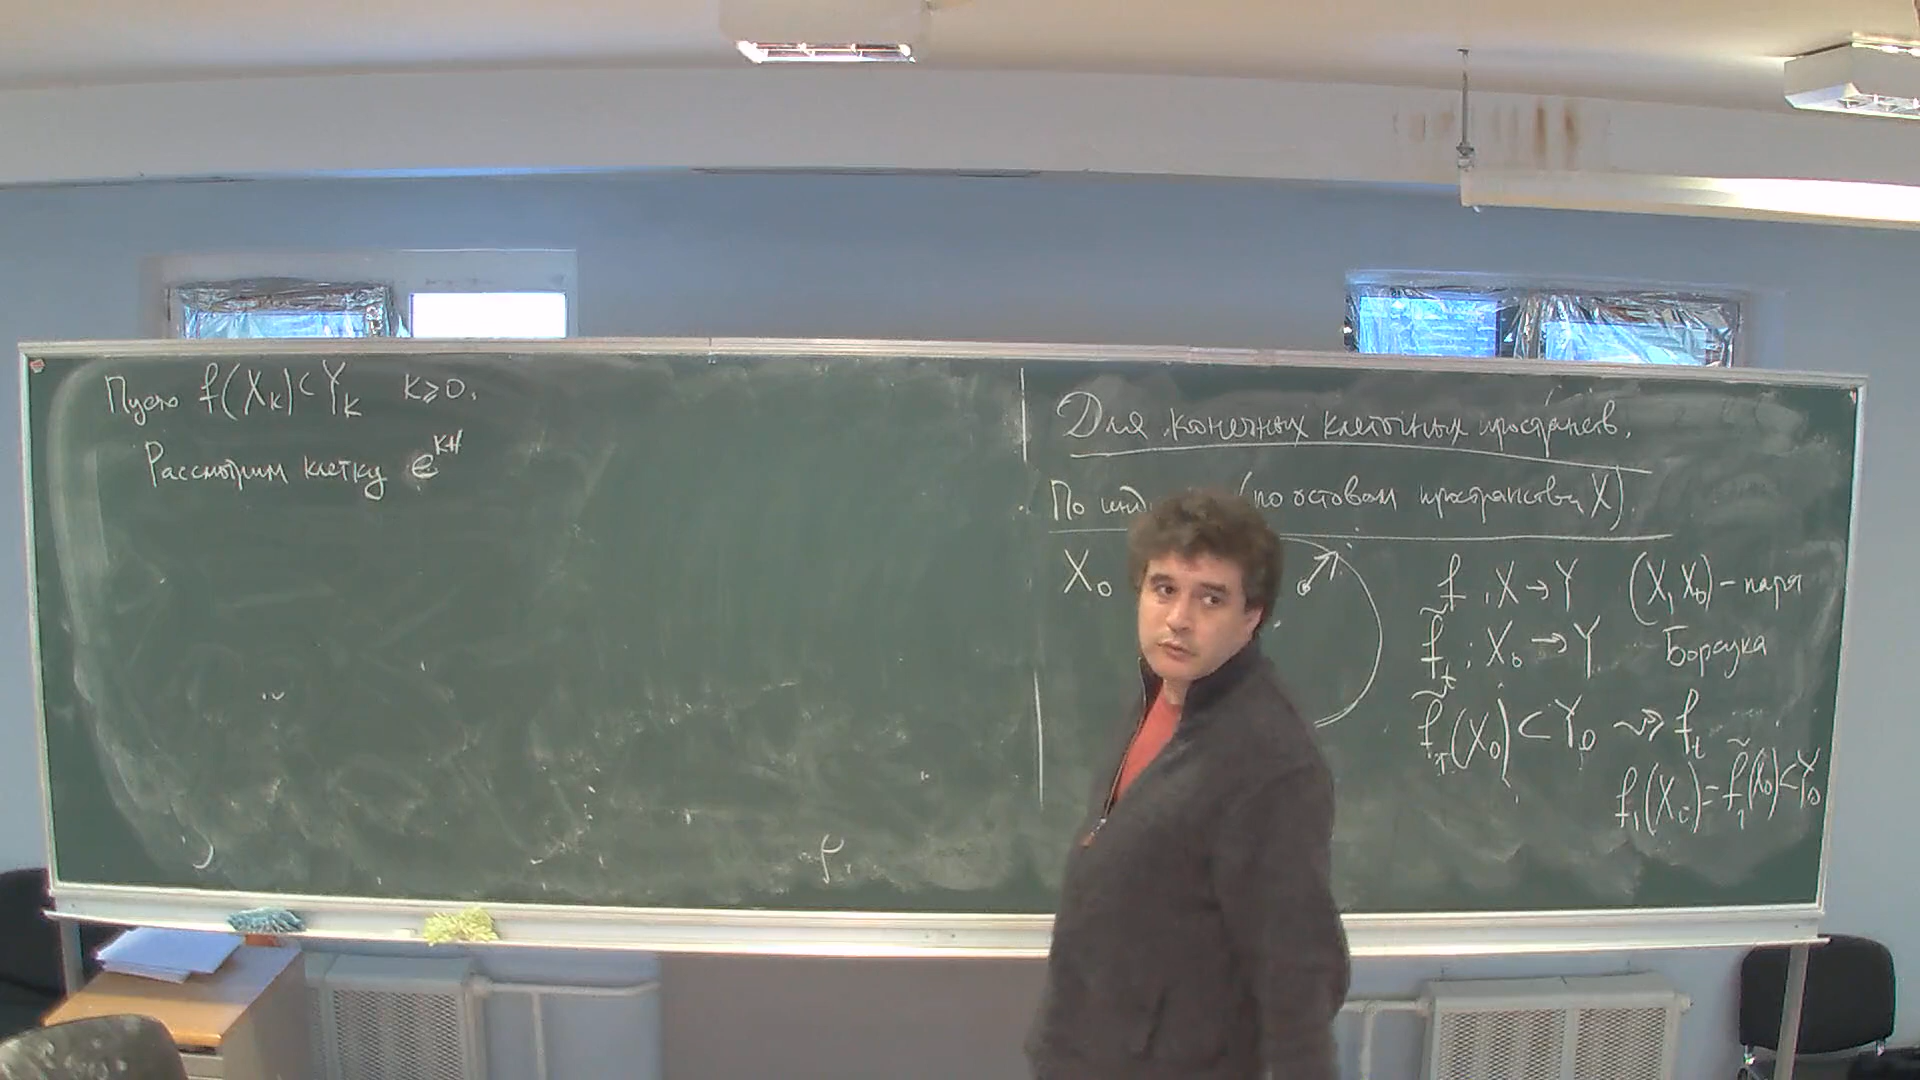 Пусть f(X_k) ⊂ Y_k k ≥ 0.
Рассмотрим клетку e^{k+1}
Для конечных клеточных пространств.
По инд (по остовам пространства X)
X_0
f : X → Y (X, X_0) – пара
f̃_t : X_0 → Y Борсука
f̃_1(X_0) ⊂ Y_0 ⇝ f_t
f_1(X_0) = f̃_1(X_0) ⊂ Y_0